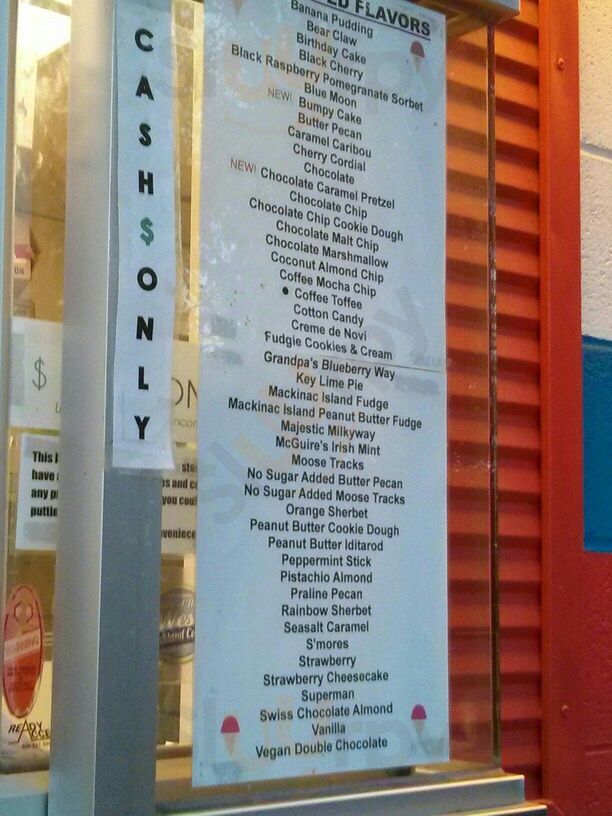 FLAVORS
Banana Pudding
Bear Claw
Birthday Cake
Black Cherry
Black Raspberry Pomegranate Sorbet
Blue Moon
NEW! Bumpy Cake
Butter Pecan
Caramel Caribou
Cherry Cordial
Chocolate
NEW! Chocolate Caramel Pretzel
Chocolate Chip
Chocolate Chip Cookie Dough
Chocolate Malt Chip
Chocolate Marshmallow
Coconut Almond Chip
Coffee Mocha Chip
• Coffee Toffee
Cotton Candy
Creme de Novi
Fudgie Cookies & Cream
Grandpa's Blueberry Way
Key Lime Pie
Mackinac Island Fudge
Mackinac Island Peanut Butter Fudge
Majestic Milkyway
McGuire's Irish Mint
Moose Tracks
No Sugar Added Butter Pecan
No Sugar Added Moose Tracks
Orange Sherbet
Peanut Butter Cookie Dough
Peanut Butter Iditarod
Peppermint Stick
Pistachio Almond
Praline Pecan
Rainbow Sherbet
Seasalt Caramel
S'mores
Strawberry
Strawberry Cheesecake
Superman
Swiss Chocolate Almond
Vanilla
Vegan Double Chocolate
CASH$ONLY
$
This
have
any
READY